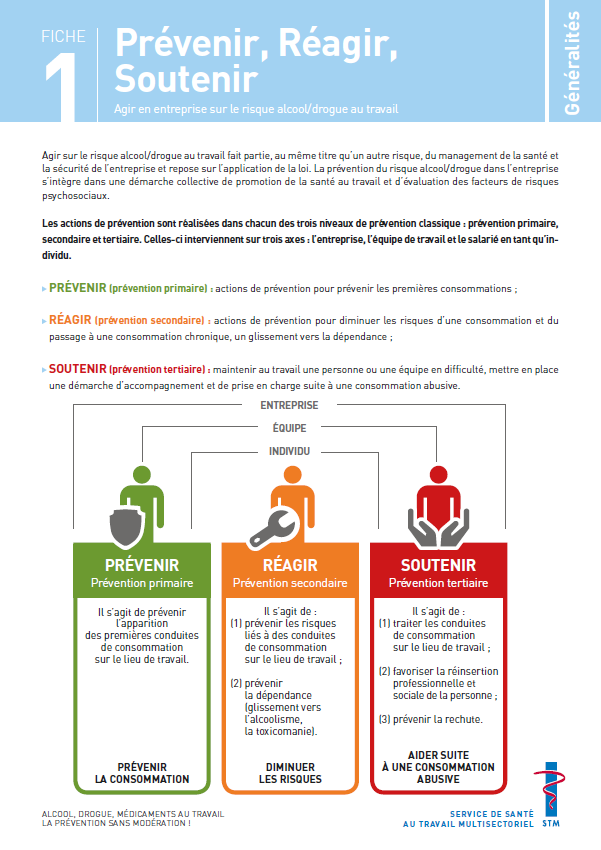 FICHE
1
Prévenir, Réagir,
Soutenir
Agir en entreprise sur le risque alcool/drogue au travail
Généralités
Agir sur le risque alcool/drogue au travail fait partie, au même titre qu'un autre risque, du management de la santé et
la sécurité de l'entreprise et repose sur l'application de la loi. La prévention du risque alcool/drogue dans l'entreprise
s'intègre dans une démarche collective de promotion de la santé au travail et d'évaluation des facteurs de risques
psychosociaux.
Les actions de prévention sont réalisées dans chacun des trois niveaux de prévention classique : prévention primaire,
secondaire et tertiaire. Celles-ci interviennent sur trois axes : l'entreprise, l'équipe de travail et le salarié en tant qu'in-
dividu.
PRÉVENIR (prévention primaire) : actions de prévention pour prévenir les premières consommations ;
RÉAGIR (prévention secondaire) : actions de prévention pour diminuer les risques d'une consommation et du
passage à une consommation chronique, un glissement vers la dépendance ;
SOUTENIR (prévention tertiaire) : maintenir au travail une personne ou une équipe en difficulté, mettre en place
une démarche d'accompagnement et de prise en charge suite à une consommation abusive.
ENTREPRISE
ÉQUIPE
INDIVIDU
PRÉVENIR
Prévention primaire
Il s'agit de prévenir
l'apparition
des premières conduites
de consommation
sur le lieu de travail.
PRÉVENIR
LA CONSOMMATION
RÉAGIR
Prévention secondaire
Il s'agit de :
(1) prévenir les risques
liés à des conduites
de consommation
sur le lieu de travail ;
(2) prévenir
la dépendance
(glissement vers
l'alcoolisme,
la toxicomanie).
DIMINUER
LES RISQUES
SOUTENIR
Prévention tertiaire
Il s'agit de :
(1) traiter les conduites
de consommation
sur le lieu de travail ;
(2) favoriser la réinsertion
professionnelle et
sociale de la personne ;
(3) prévenir la rechute.
AIDER SUITE
À UNE CONSOMMATION
ABUSIVE
ALCOOL, DROGUE, MÉDICAMENTS AU TRAVAIL
LA PRÉVENTION SANS MODÉRATION !
SERVICE DE SANTÉ
AU TRAVAIL MULTISECTORIEL
STM